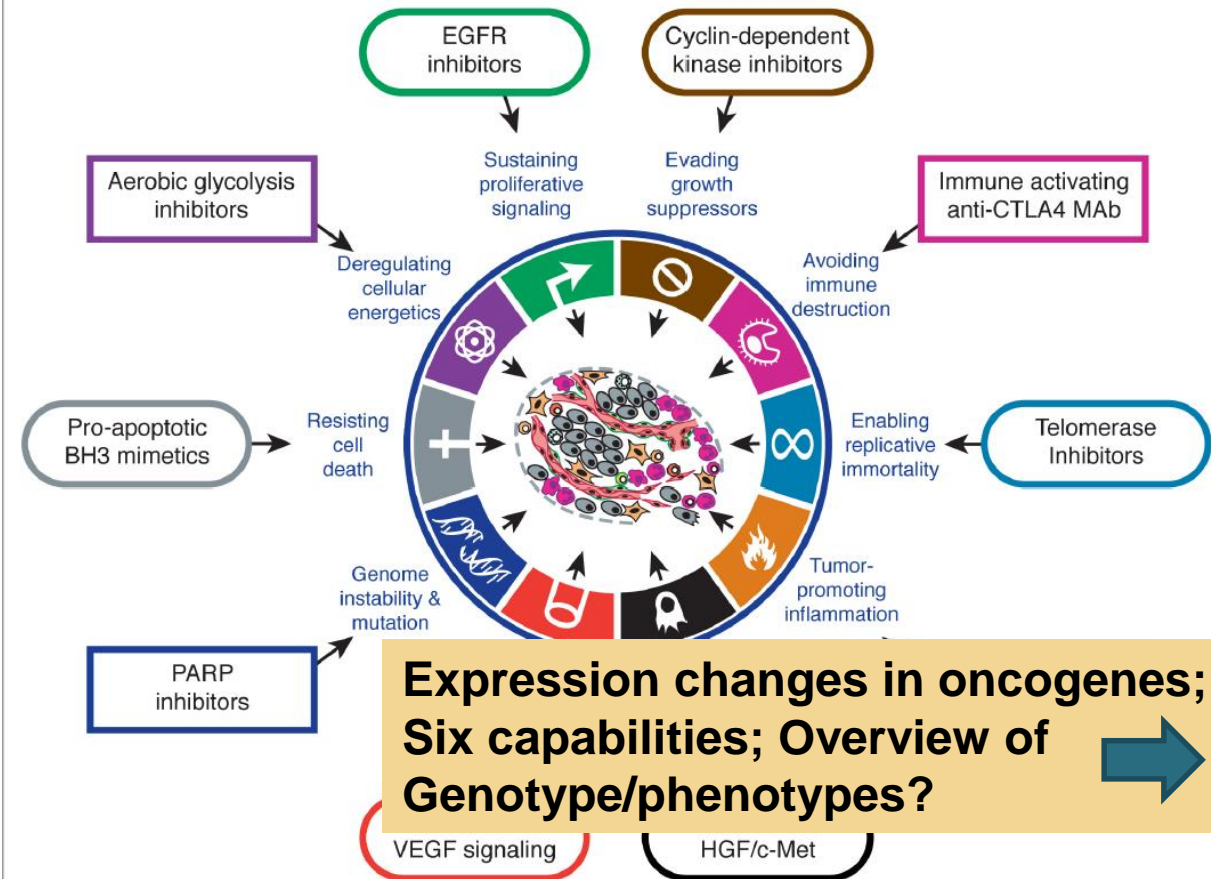 EGFR
inhibitors
Cyclin-dependent
kinase inhibitors
Aerobic glycolysis
inhibitors
Sustaining
proliferative
signaling
Evading
growth
suppressors
Immune activating
anti-CTLA4 MAb
Deregulating
cellular
energetics
Avoiding
immune
destruction
Pro-apoptotic
BH3 mimetics
Resisting
cell
death
Enabling
replicative
immortality
Telomerase
Inhibitors
Genome
instability &
mutation
Tumor-
promoting
inflammation
PARP
inhibitors
Expression changes in oncogenes;
Six capabilities; Overview of
Genotype/phenotypes?
VEGF signaling
HGF/c-Met